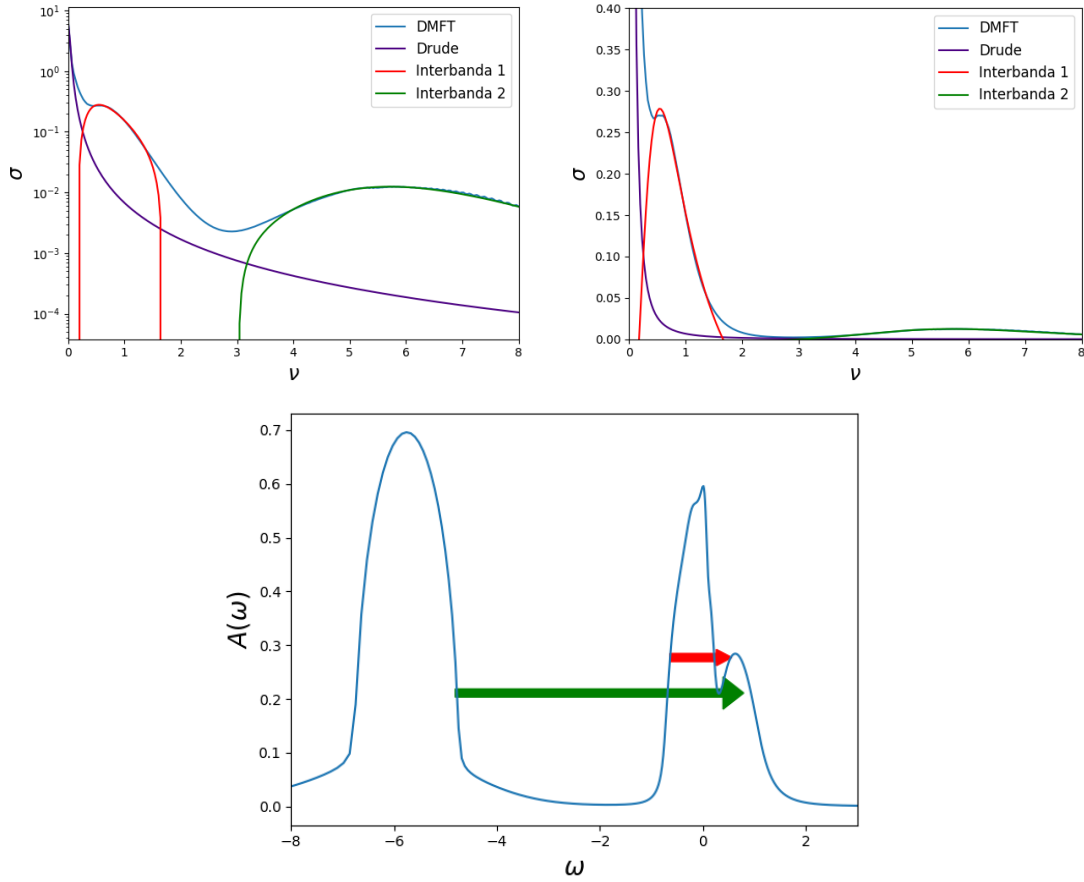 10¹
10⁰
10⁻¹
10⁻²
10⁻³
10⁻⁴
σ
0 1 2 3 4 5 6 7 8
ν
DMFT
Drude
Interbanda 1
Interbanda 2
0.40
0.35
0.30
0.25
0.20
0.15
0.10
0.05
0.00
σ
0 1 2 3 4 5 6 7 8
ν
DMFT
Drude
Interbanda 1
Interbanda 2
0.7
0.6
0.5
0.4
0.3
0.2
0.1
0.0
A(ω)
−8 −6 −4 −2 0 2
ω